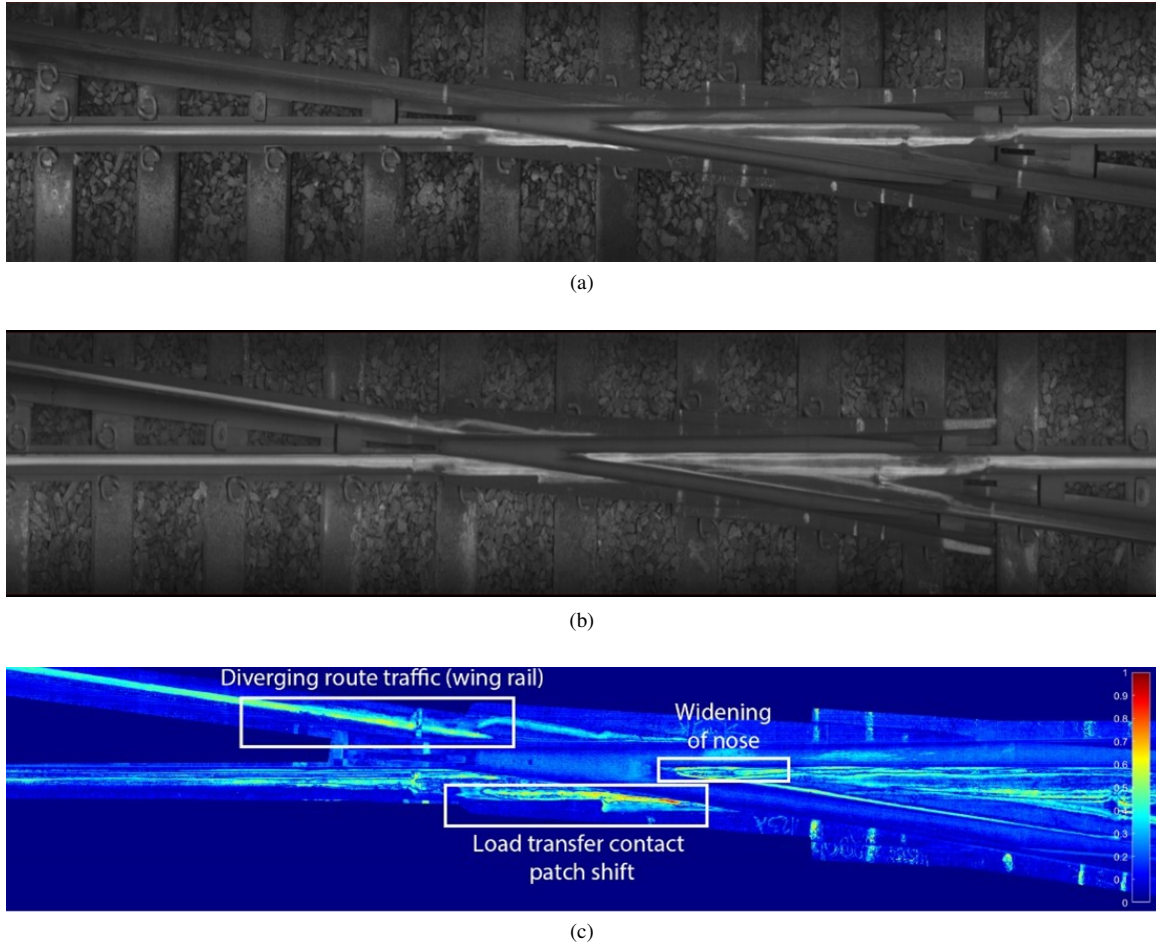 (a)
(b)
Diverging route traffic (wing rail)
Widening
of nose
Load transfer contact
patch shift
1
0.9
0.8
0.7
0.6
0.5
0.4
0.3
0.2
0.1
0
(c)